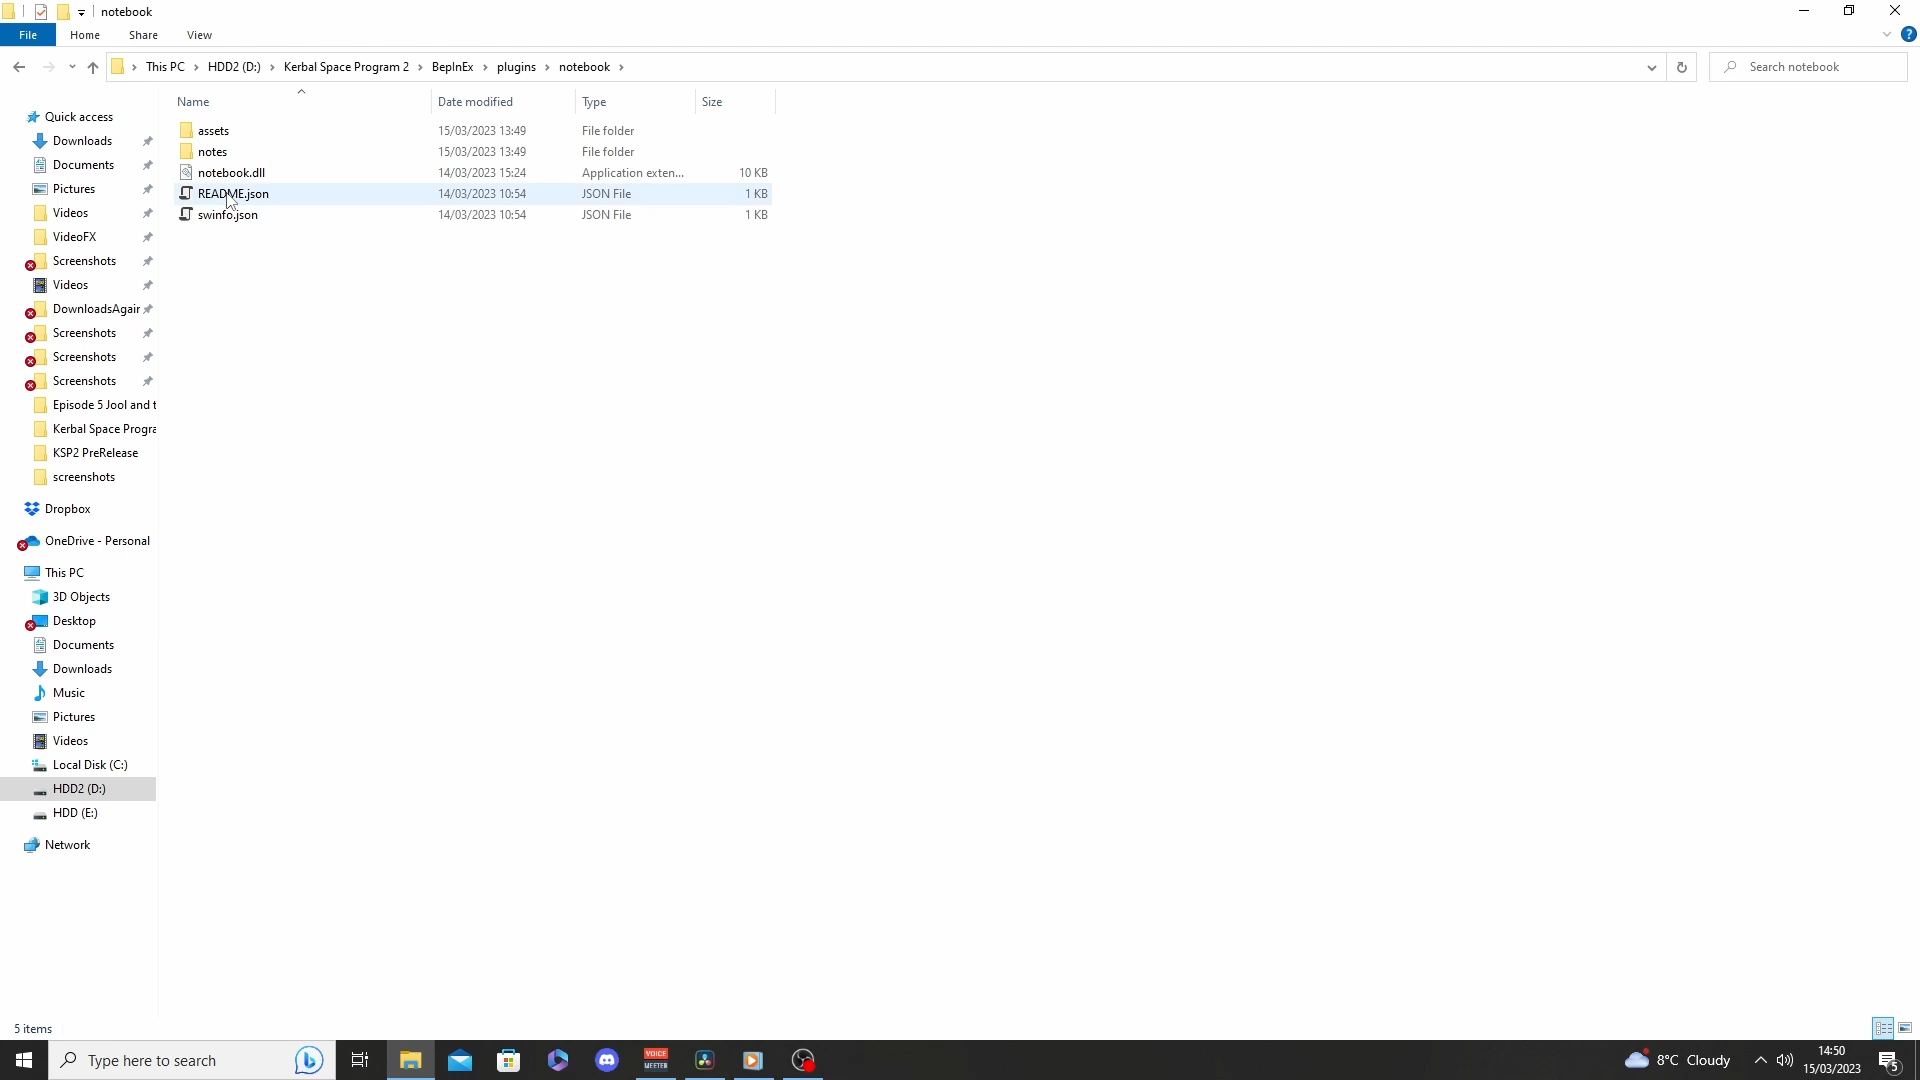 notebook
File Home Share View
This PC HDD2 (D:) Kerbal Space Program 2 BepInEx plugins notebook
Search notebook
Name Date modified Type Size
assets 15/03/2023 13:49 File folder
notes 15/03/2023 13:49 File folder
notebook.dll 14/03/2023 15:24 Application exten... 10 KB
README.json 14/03/2023 10:54 JSON File 1 KB
swinfo.json 14/03/2023 10:54 JSON File 1 KB
Quick access
Downloads
Documents
Pictures
Videos
VideoFX
Screenshots
Videos
DownloadsAgair
Screenshots
Screenshots
Screenshots
Episode 5 Jool and t
Kerbal Space Progra
KSP2 PreRelease
screenshots
Dropbox
OneDrive - Personal
This PC
3D Objects
Desktop
Documents
Downloads
Music
Pictures
Videos
Local Disk (C:)
HDD2 (D:)
HDD (E:)
Network
5 items
Type here to search
VOICE
MEETER
8°C Cloudy
14:50
15/03/2023
5